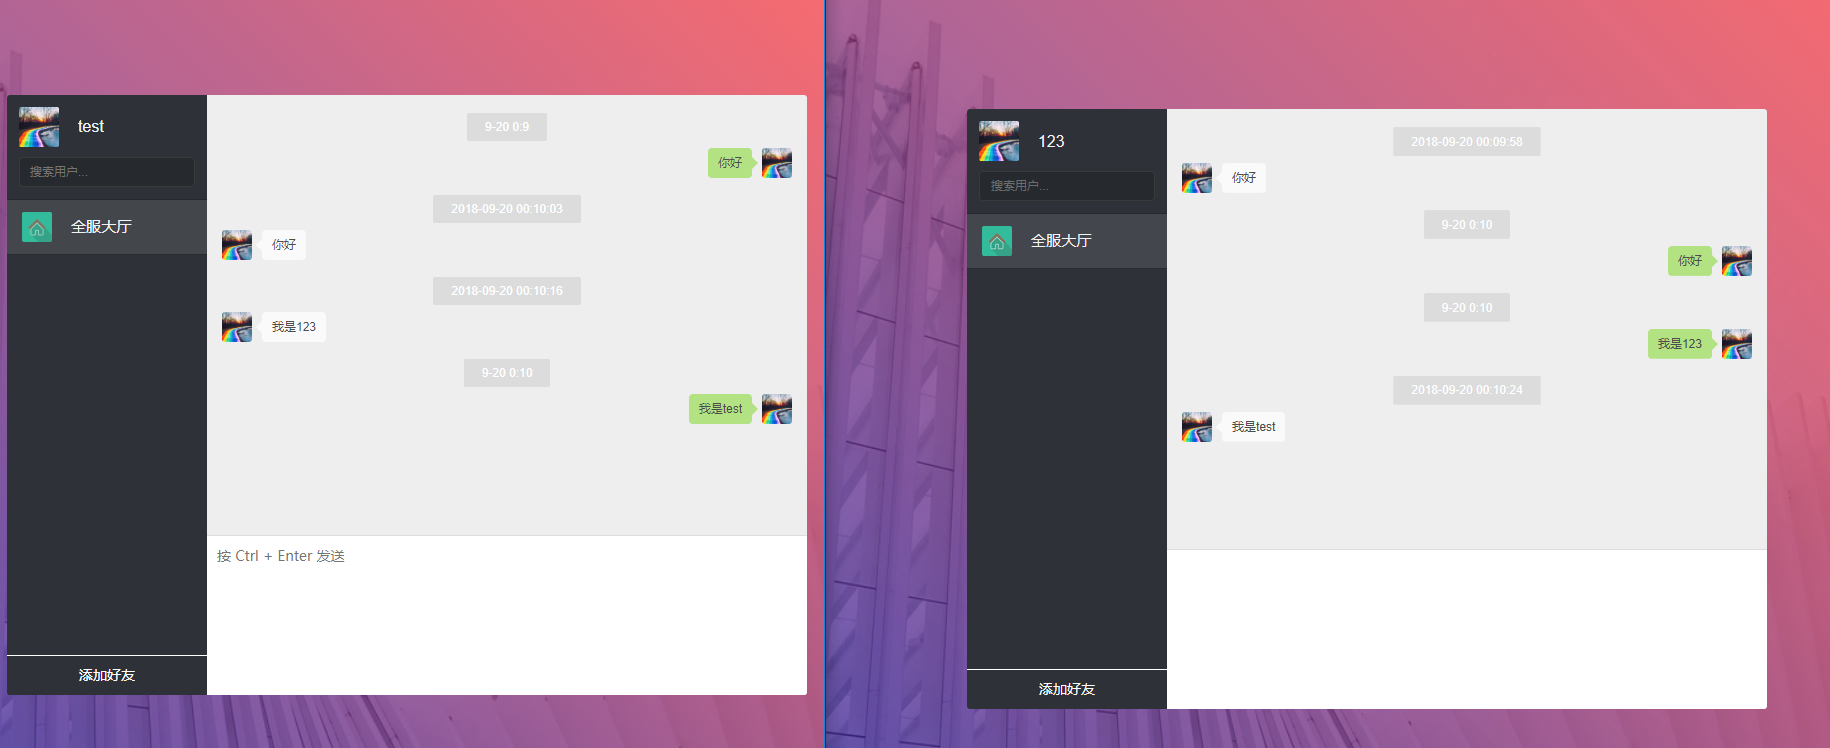 test
搜索用户...
全服大厅
添加好友
9-20 0:9
你好
2018-09-20 00:10:03
你好
2018-09-20 00:10:16
我是123
9-20 0:10
我是test
按 Ctrl + Enter 发送
123
搜索用户...
全服大厅
添加好友
2018-09-20 00:09:58
你好
9-20 0:10
你好
9-20 0:10
我是123
2018-09-20 00:10:24
我是test